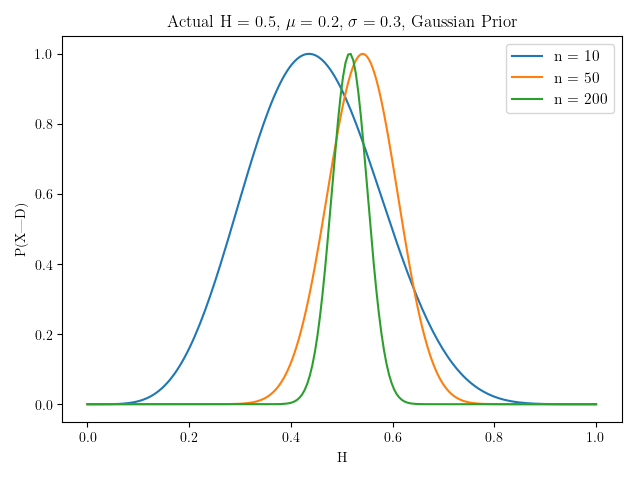 Actual H = 0.5, μ = 0.2, σ = 0.3, Gaussian Prior
n = 10
n = 50
n = 200
P(X—D)
1.0
0.8
0.6
0.4
0.2
0.0
0.0 0.2 0.4 0.6 0.8 1.0
H